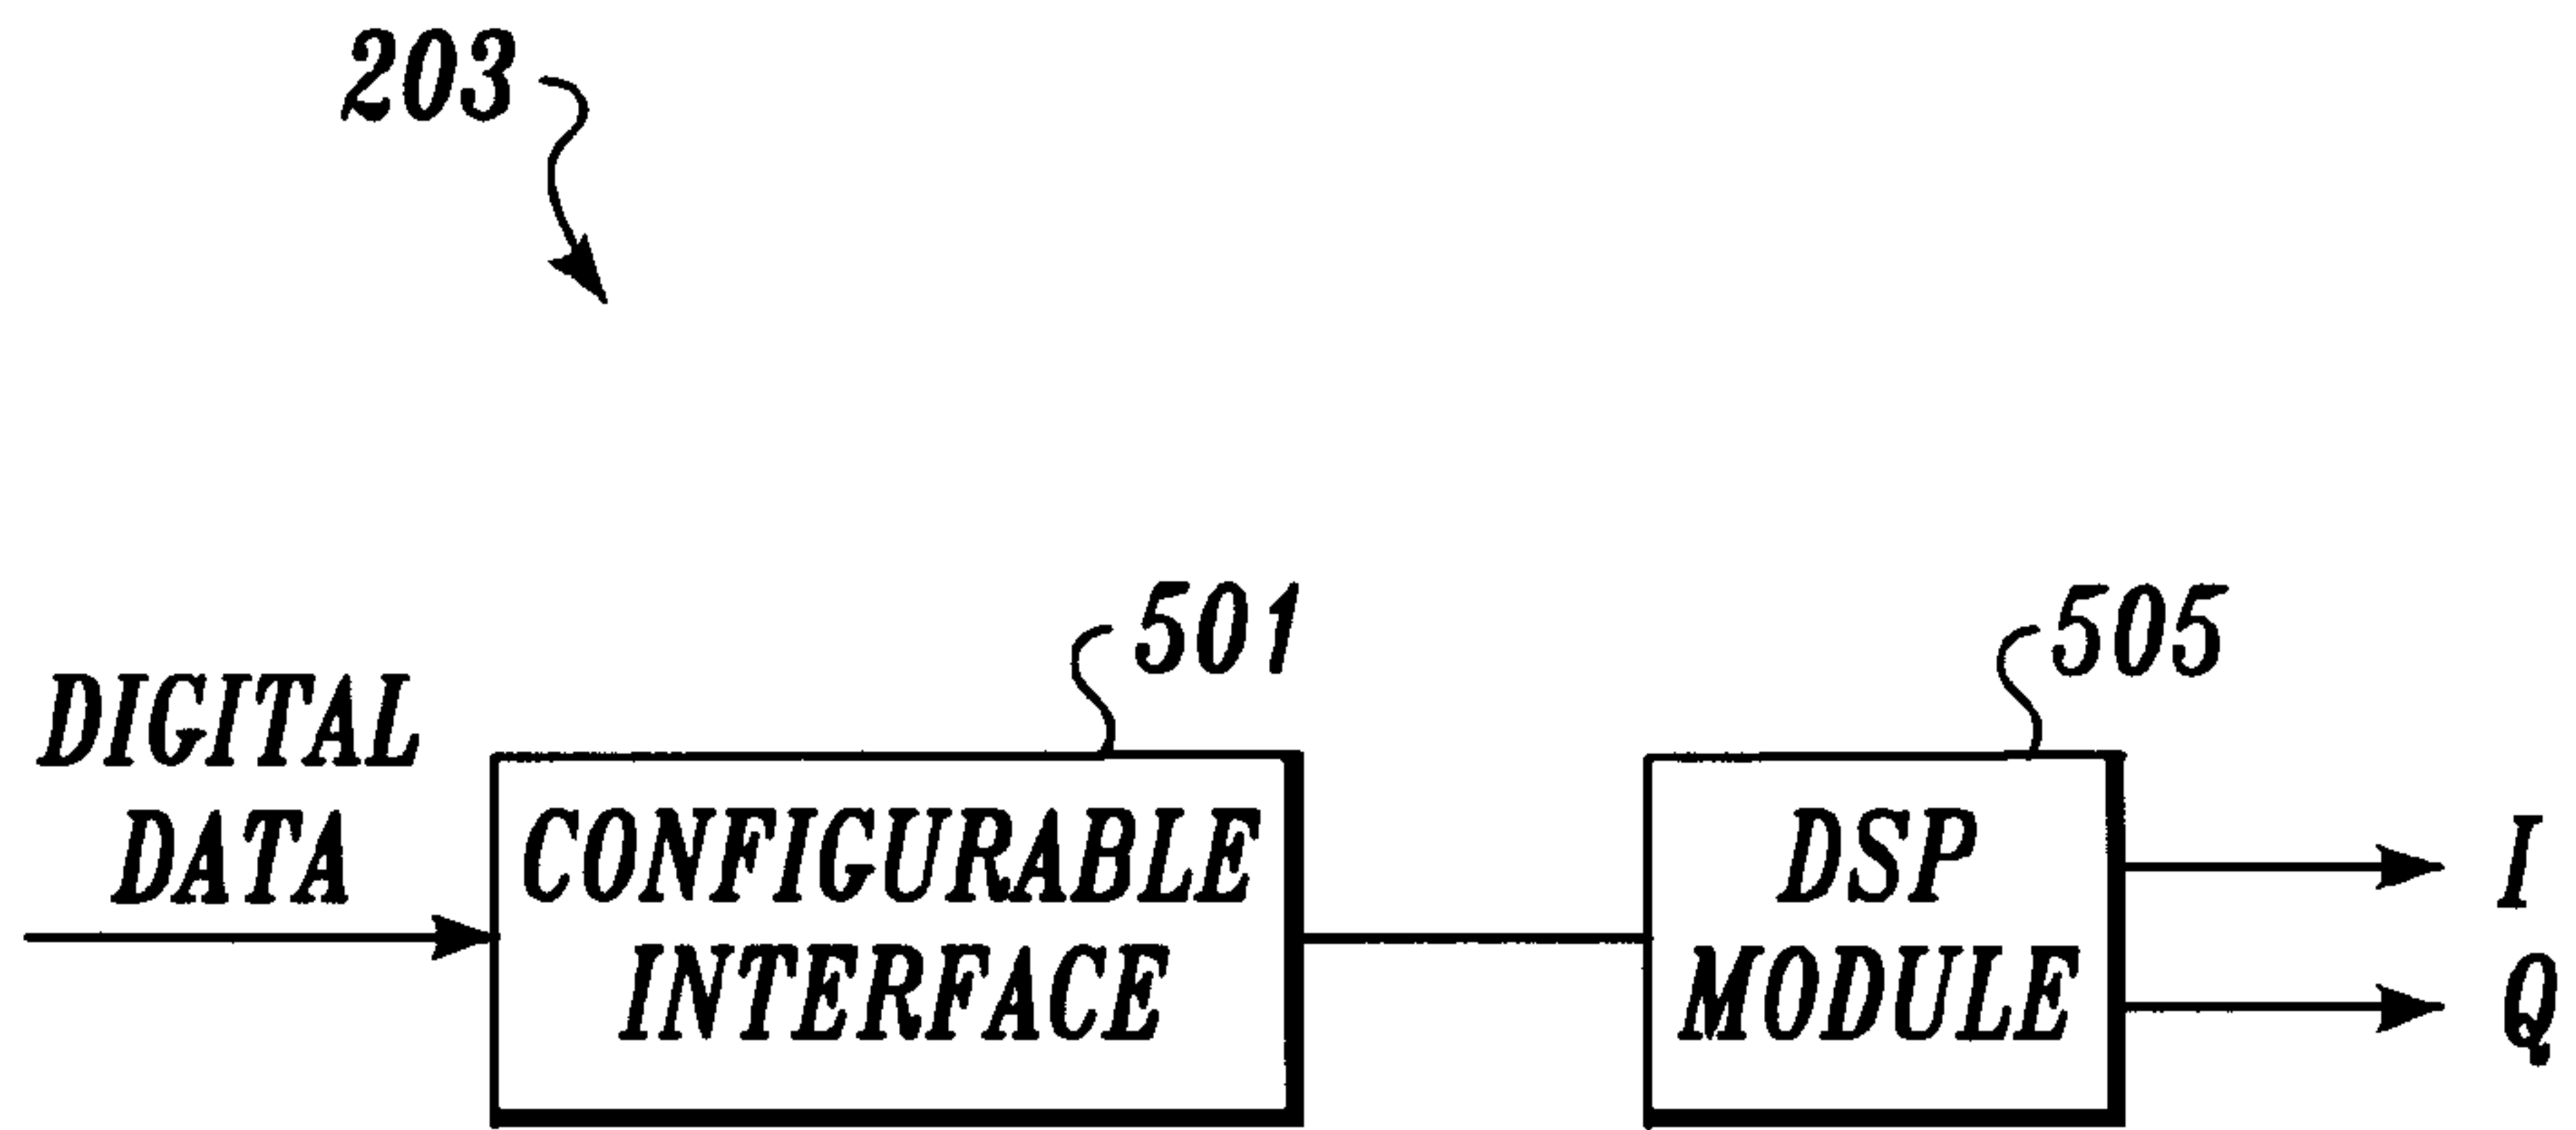 203
501
505
DIGITAL
DATA
CONFIGURABLE
INTERFACE
DSP
MODULE
I
Q